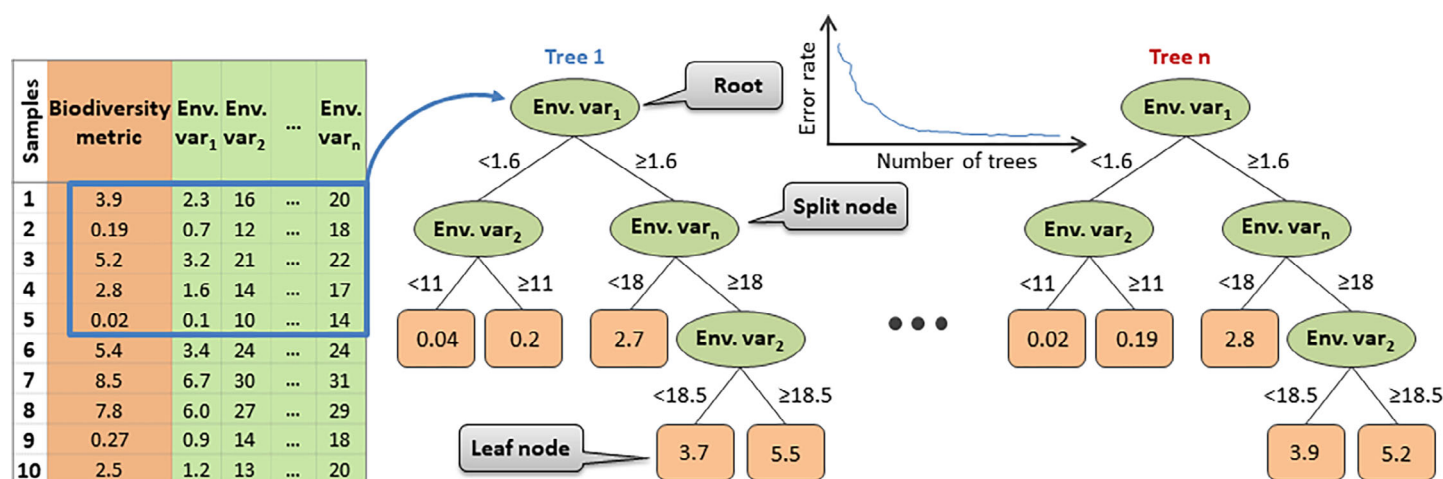 Samples
Biodiversity metric
Env. var1
Env. var2
...
Env. varn
1 3.9 2.3 16 ... 20
2 0.19 0.7 12 ... 18
3 5.2 3.2 21 ... 22
4 2.8 1.6 14 ... 17
5 0.02 0.1 10 ... 14
6 5.4 3.4 24 ... 24
7 8.5 6.7 30 ... 31
8 7.8 6.0 27 ... 29
9 0.27 0.9 14 ... 18
10 2.5 1.2 13 ... 20
Tree 1
Env. var1
Root
<1.6 ≥1.6
Env. var2 Env. varn
Split node
<11 ≥11 <18 ≥18
0.04 0.2 2.7 Env. var2
<18.5 ≥18.5
Leaf node
3.7 5.5
Error rate
Number of trees
Tree n
Env. var1
<1.6 ≥1.6
Env. var2 Env. varn
<11 ≥11 <18 ≥18
0.02 0.19 2.8 Env. var2
<18.5 ≥18.5
3.9 5.2